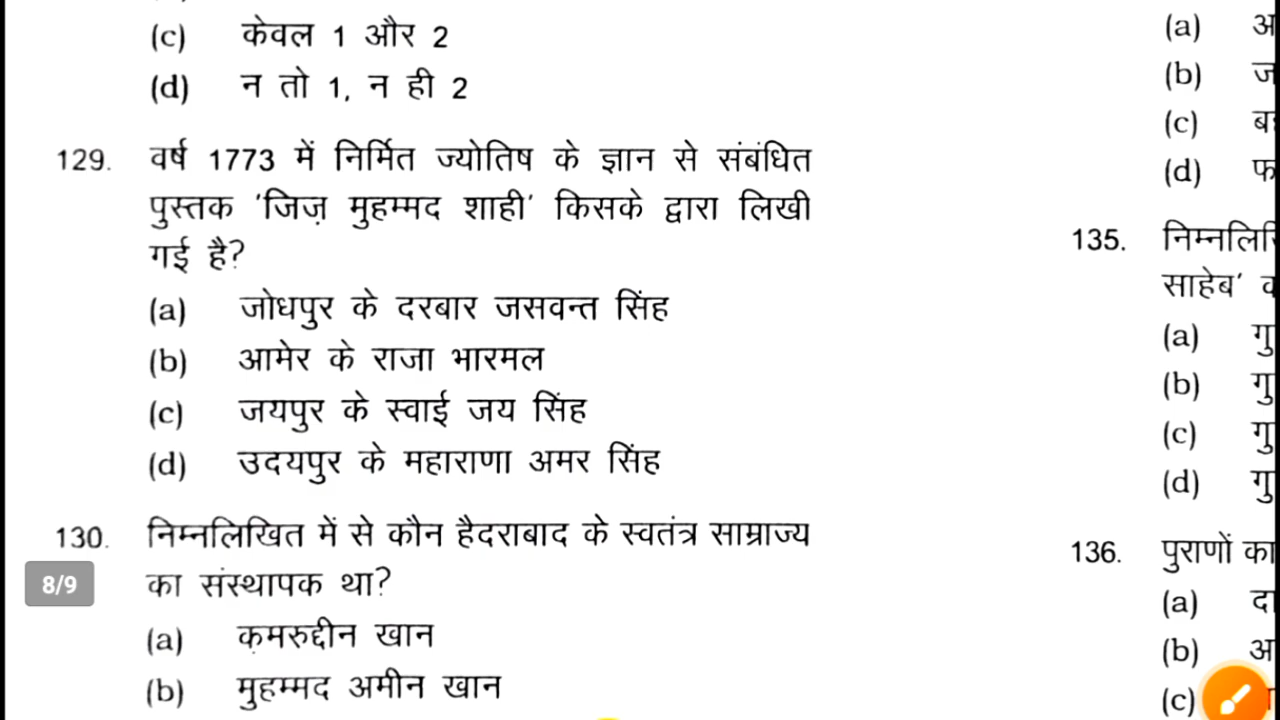 (c) केवल 1 और 2
(d) न तो 1, न ही 2
129. वर्ष 1773 में निर्मित ज्योतिष के ज्ञान से संबंधित
पुस्तक 'जिज़ मुहम्मद शाही' किसके द्वारा लिखी
गई है?
(a) जोधपुर के दरबार जसवन्त सिंह
(b) आमेर के राजा भारमल
(c) जयपुर के स्वाई जय सिंह
(d) उदयपुर के महाराणा अमर सिंह
130. निम्नलिखित में से कौन हैदराबाद के स्वतंत्र साम्राज्य
का संस्थापक था?
(a) क़मरुद्दीन खान
(b) मुहम्मद अमीन खान
8/9
(a)
(b)
(c)
(d)
135.
साहेब'
(a) गु
(b) गु
(c) गु
(d) गु
136. पुराणों का
(a)
(b)
(c)